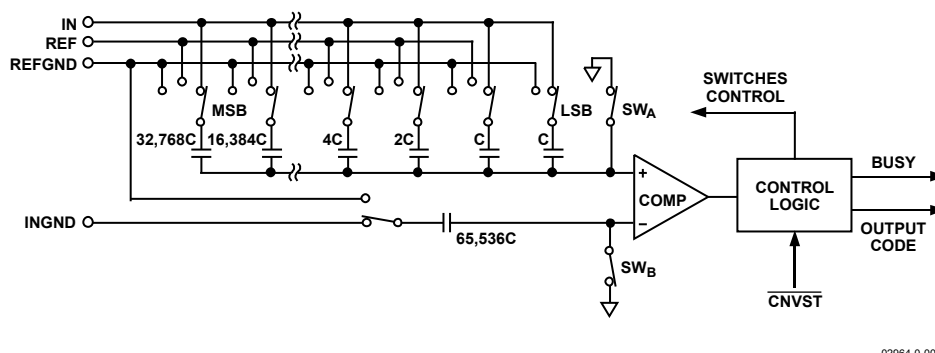 IN
REF
REFGND
MSB
LSB
SWA
SWITCHES
CONTROL
32,768C
16,384C
4C
2C
C
C
BUSY
+
COMP
−
CONTROL
LOGIC
OUTPUT
CODE
INGND
65,536C
SWB
CNVST